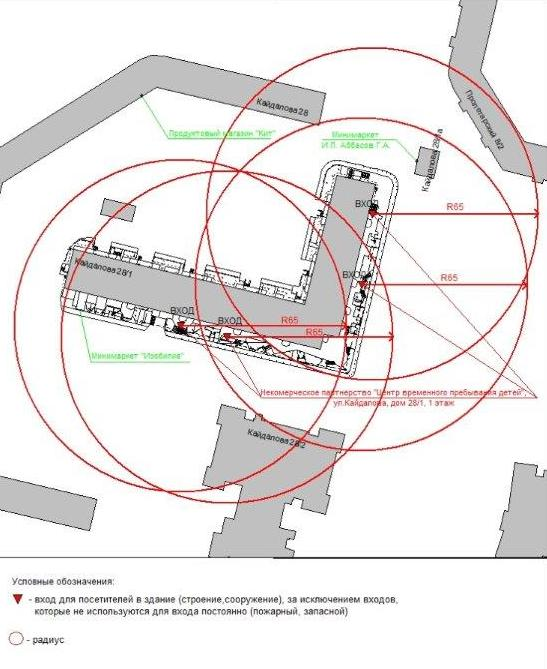 Кайдалова 28
Пролетарский 8/2
Продуктовый магазин "Кит"
Минимаркет
И.П. Аббасов Г.А.
Кайдалова 28/1-а
ВХОД
R65
Кайдалова 28/1
ВХОД
R65
ВХОД
ВХОД
R65
R65
Минимаркет "Изобилие"
Некомерческое партнерство "Центр временного пребывания детей",
ул.Кайдалова, дом 28/1, 1 этаж
Кайдалова 28/2
Условные обозначения:
- вход для посетителей в здание (строение,сооружение), за исключением входов,
которые не используются для входа постоянно (пожарный, запасной)
- радиус